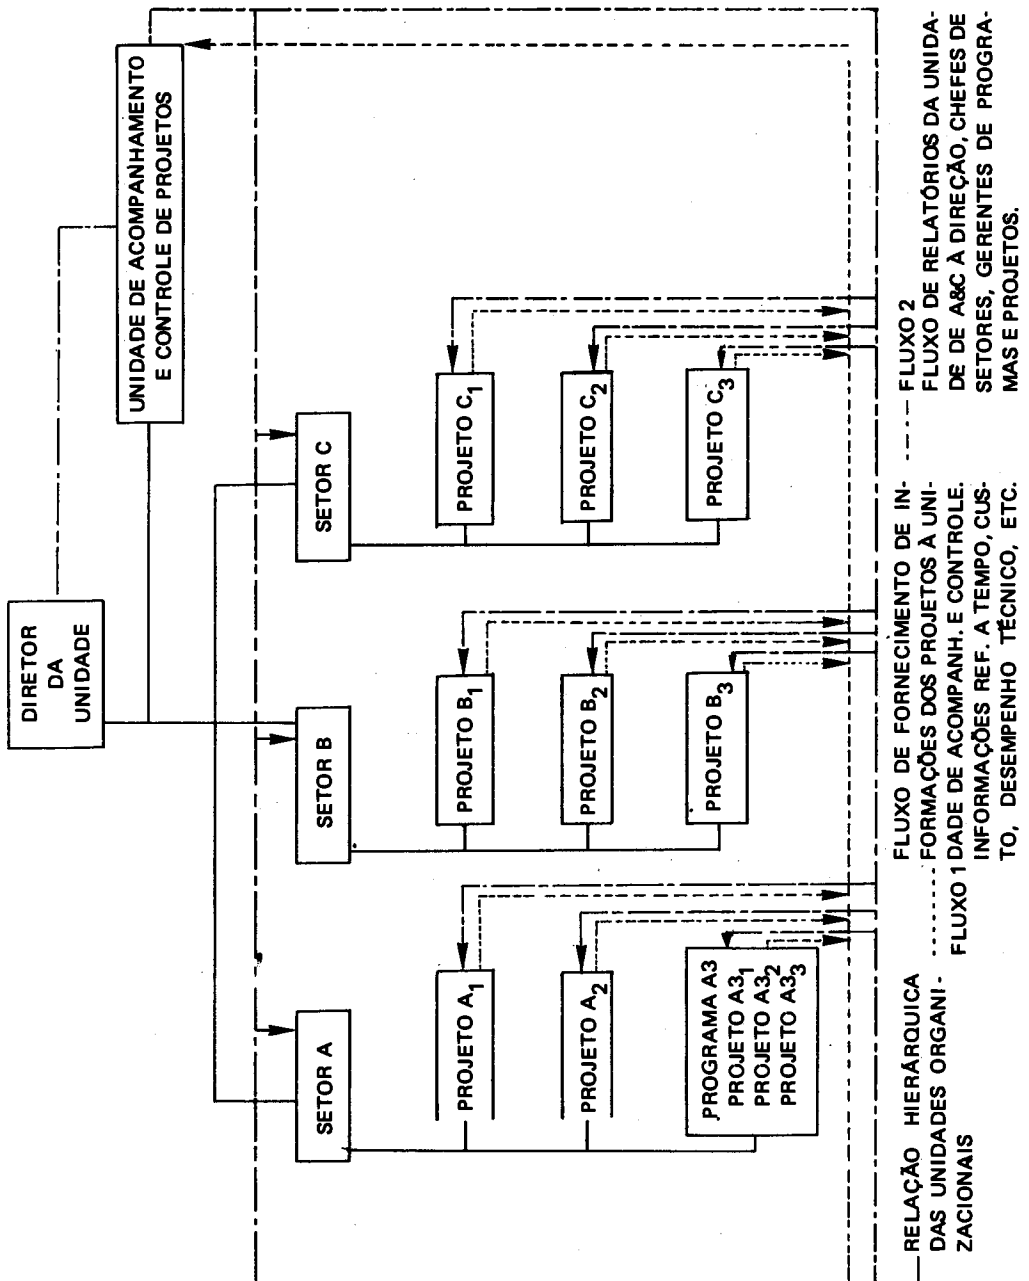 DIRETOR
DA
UNIDADE
UNIDADE DE ACOMPANHAMENTO
E CONTROLE DE PROJETOS
SETOR A
SETOR B
SETOR C
PROJETO A1
PROJETO A2
PROGRAMA A3
PROJETO A31
PROJETO A32
PROJETO A33
PROJETO B1
PROJETO B2
PROJETO B3
PROJETO C1
PROJETO C2
PROJETO C3
RELAÇÃO HIERÁRQUICA
DAS UNIDADES ORGANI-
ZACIONAIS
FLUXO DE FORNECIMENTO DE IN-
FORMAÇÕES DOS PROJETOS À UNI-
FLUXO 1 DADE DE ACOMPANH. E CONTROLE.
INFORMAÇÕES REF. A TEMPO, CUS-
TO, DESEMPENHO TÉCNICO, ETC.
FLUXO 2
FLUXO DE RELATÓRIOS DA UNIDA-
DE DE A&C À DIREÇÃO, CHEFES DE
SETORES, GERENTES DE PROGRA-
MAS E PROJETOS.